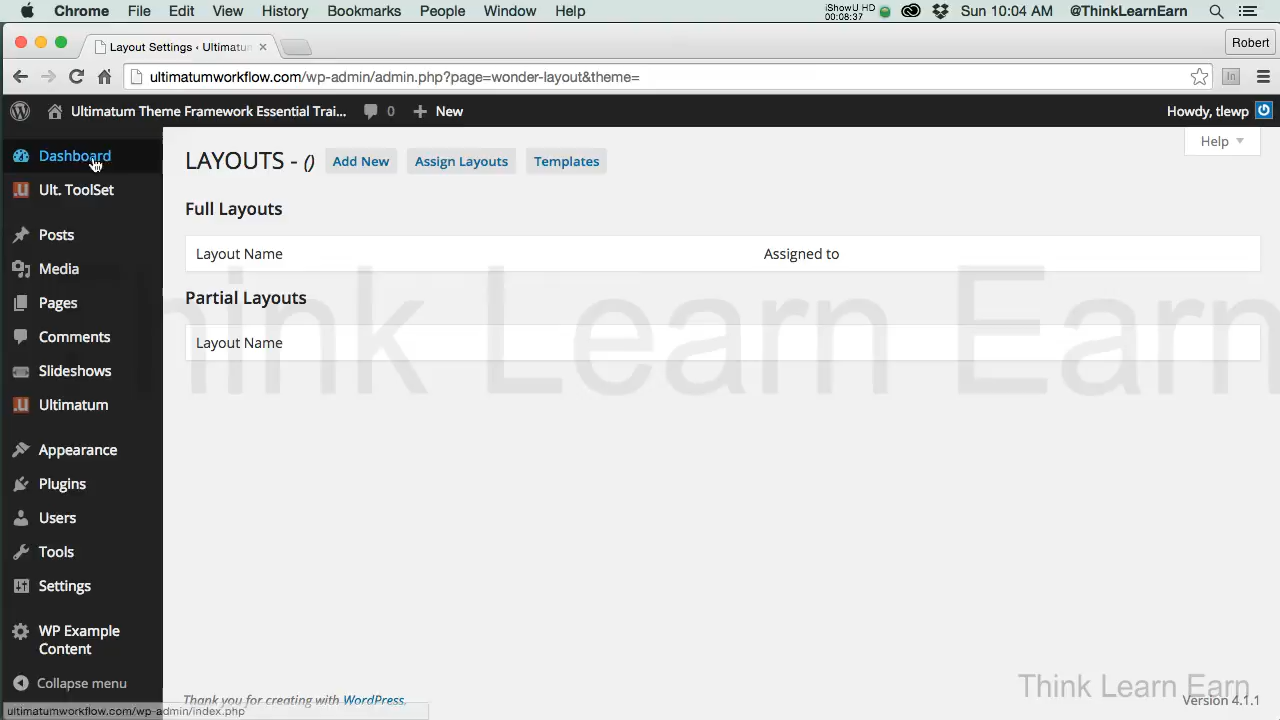 Chrome File Edit View History Bookmarks People Window Help iShowU HD 00:08:37 Sun 10:04 AM @ThinkLearnEarn
Layout Settings ‹ Ultimatu × Robert
ultimatumworkflow.com/wp-admin/admin.php?page=wonder-layout&theme=
Ultimatum Theme Framework Essential Trai... 0 + New Howdy, tlewp
Help
Dashboard
Ult. ToolSet
Posts
Media
Pages
Comments
Slideshows
Ultimatum
Appearance
Plugins
Users
Tools
Settings
WP Example
Content
Collapse menu
LAYOUTS - () Add New Assign Layouts Templates
Full Layouts
Layout Name Assigned to
Partial Layouts
Layout Name
Think Learn Earn
Think Learn Earn
Thank you for creating with WordPress. Version 4.1.1
ultimatumworkflow.com/wp-admin/index.php